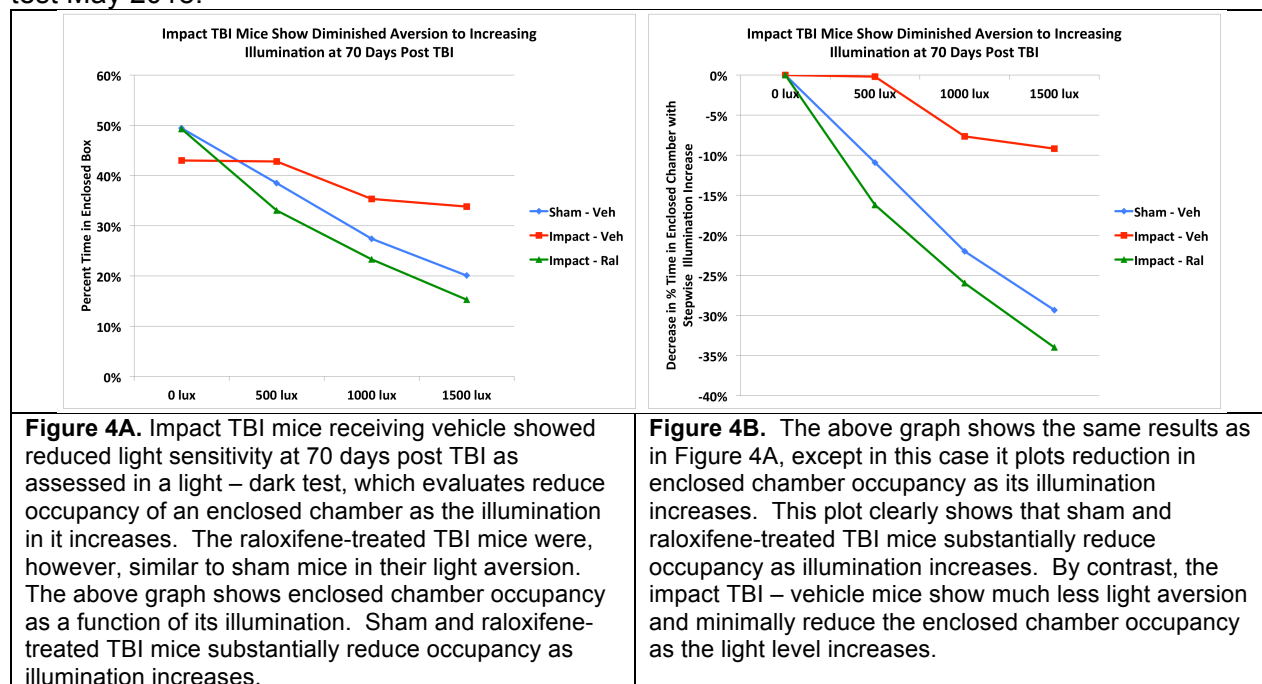 test May 2015.
Impact TBI Mice Show Diminished Aversion to Increasing
Illumination at 70 Days Post TBI
60%
50%
40%
30%
20%
10%
0%
Percent Time in Enclosed Box
0 lux 500 lux 1000 lux 1500 lux
Sham - Veh
Impact - Veh
Impact - Ral
Impact TBI Mice Show Diminished Aversion to Increasing
Illumination at 70 Days Post TBI
0%
-5%
-10%
-15%
-20%
-25%
-30%
-35%
-40%
Decrease in % Time in Enclosed Chamber with
Stepwise Illumination Increase
0 lux 500 lux 1000 lux 1500 lux
Sham - Veh
Impact - Veh
Impact - Ral
Figure 4A. Impact TBI mice receiving vehicle showed
reduced light sensitivity at 70 days post TBI as
assessed in a light – dark test, which evaluates reduce
occupancy of an enclosed chamber as the illumination
in it increases. The raloxifene-treated TBI mice were,
however, similar to sham mice in their light aversion.
The above graph shows enclosed chamber occupancy
as a function of its illumination. Sham and raloxifene-
treated TBI mice substantially reduce occupancy as
illumination increases.
Figure 4B. The above graph shows the same results as
in Figure 4A, except in this case it plots reduction in
enclosed chamber occupancy as its illumination
increases. This plot clearly shows that sham and
raloxifene-treated TBI mice substantially reduce
occupancy as illumination increases. By contrast, the
impact TBI – vehicle mice show much less light aversion
and minimally reduce the enclosed chamber occupancy
as the light level increases.